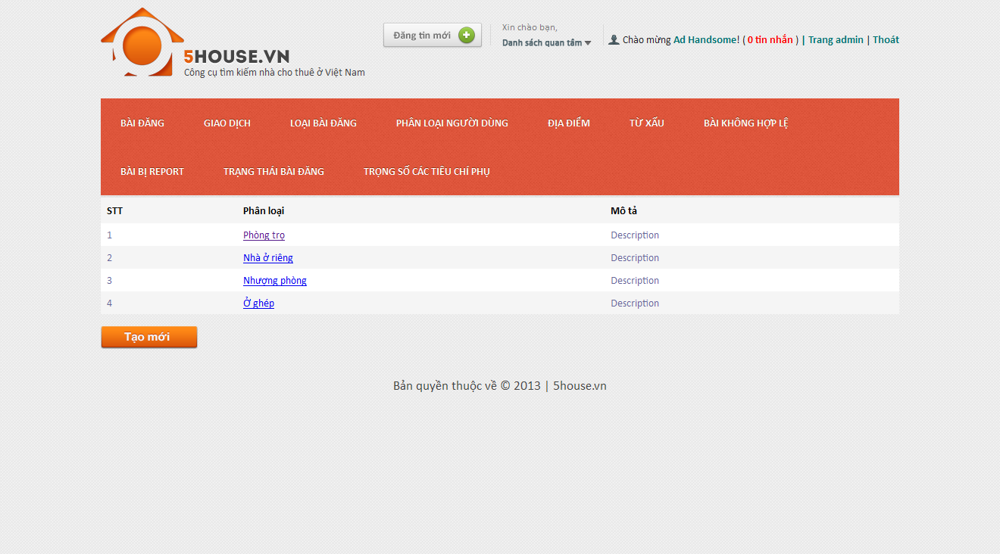 5HOUSE.VN
Công cụ tìm kiếm nhà cho thuê ở Việt Nam
Đăng tin mới
Xin chào bạn,
Danh sách quan tâm
Chào mừng Ad Handsome! ( 0 tin nhắn ) | Trang admin | Thoát
BÀI ĐĂNG GIAO DỊCH LOẠI BÀI ĐĂNG PHÂN LOẠI NGƯỜI DÙNG ĐỊA ĐIỂM TỪ XẤU BÀI KHÔNG HỢP LỆ
BÀI BỊ REPORT TRẠNG THÁI BÀI ĐĂNG TRỌNG SỐ CÁC TIÊU CHÍ PHỤ
STT Phân loại Mô tả
1 Phòng trọ Description
2 Nhà ở riêng Description
3 Nhượng phòng Description
4 Ở ghép Description
Tạo mới
Bản quyền thuộc về © 2013 | 5house.vn